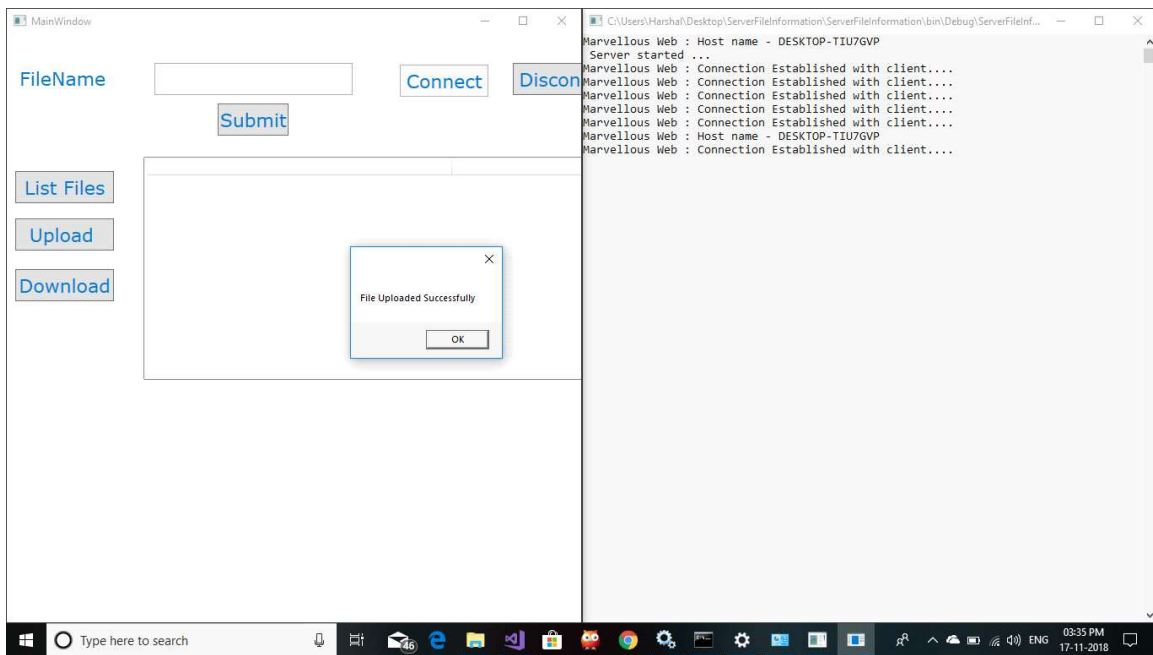 MainWindow
FileName
Connect
Discon
Submit
List Files
Upload
Download
File Uploaded Successfully
OK
C:\Users\Harshal\Desktop\ServerFileInformation\ServerFileInformation\bin\Debug\ServerFileInf...
Marvellous Web : Host name - DESKTOP-TIU7GVP
Server started ...
Marvellous Web : Connection Established with client....
Marvellous Web : Connection Established with client....
Marvellous Web : Connection Established with client....
Marvellous Web : Connection Established with client....
Marvellous Web : Connection Established with client....
Marvellous Web : Host name - DESKTOP-TIU7GVP
Marvellous Web : Connection Established with client....
Type here to search
46
ENG
03:35 PM
17-11-2018